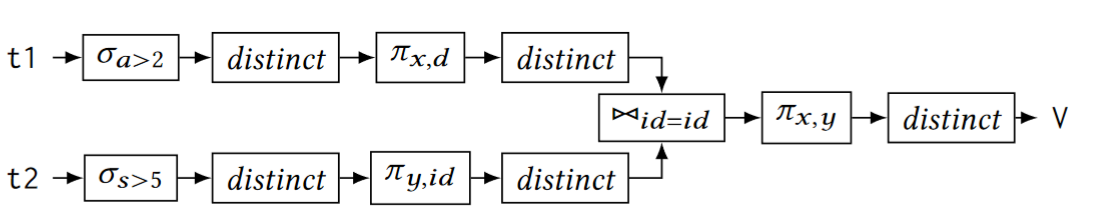 t1 σa>2 distinct πx,d distinct
⋈id=id πx,y distinct V
t2 σs>5 distinct πy,id distinct